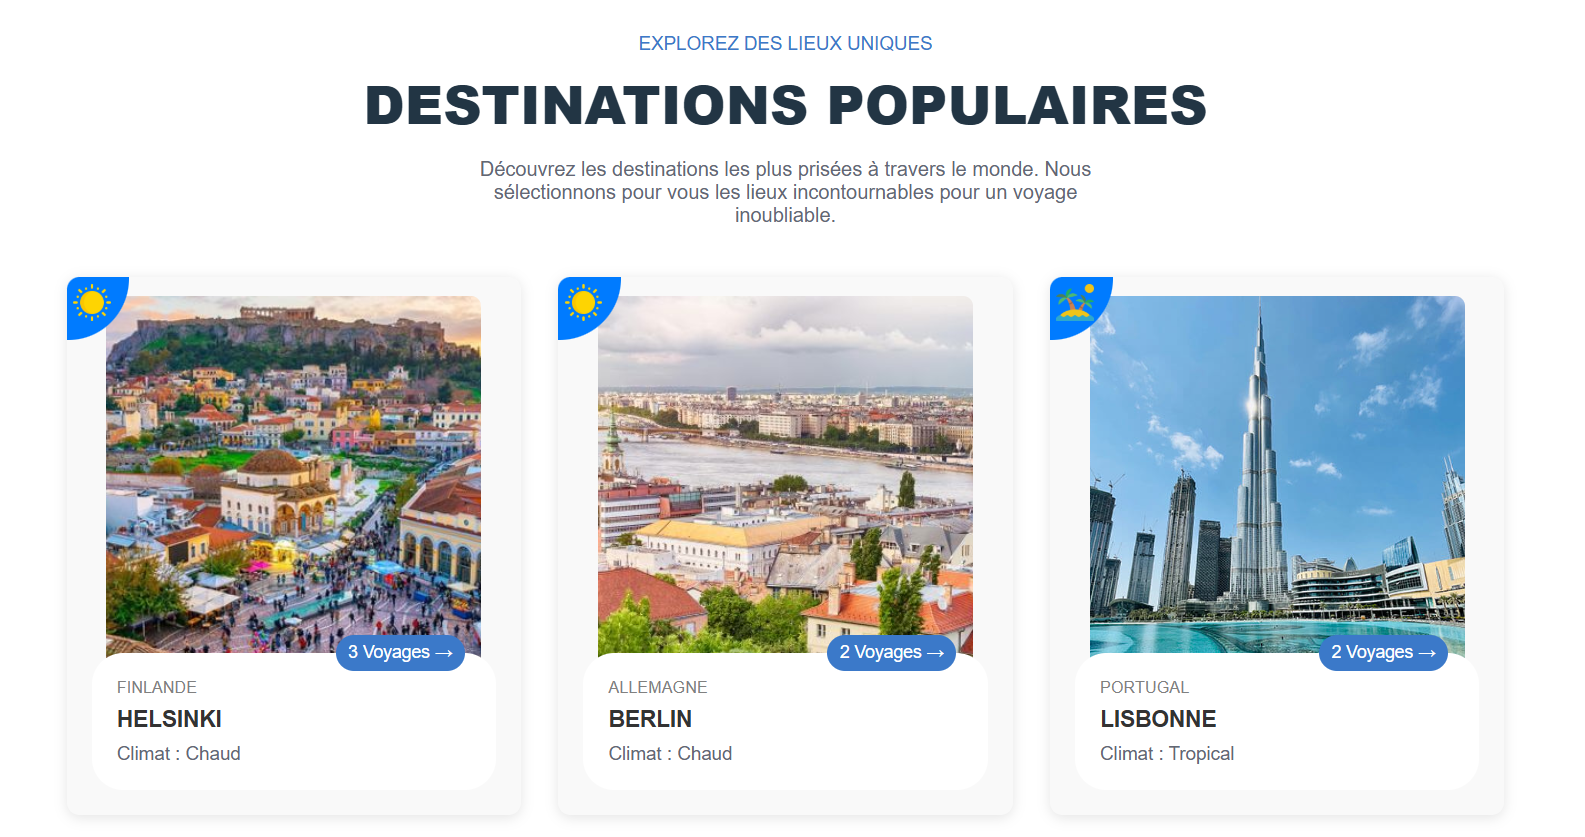 EXPLOREZ DES LIEUX UNIQUES
DESTINATIONS POPULAIRES
Découvrez les destinations les plus prisées à travers le monde. Nous
sélectionnons pour vous les lieux incontournables pour un voyage
inoubliable.
3 Voyages →
FINLANDE
HELSINKI
Climat : Chaud
2 Voyages →
ALLEMAGNE
BERLIN
Climat : Chaud
2 Voyages →
PORTUGAL
LISBONNE
Climat : Tropical